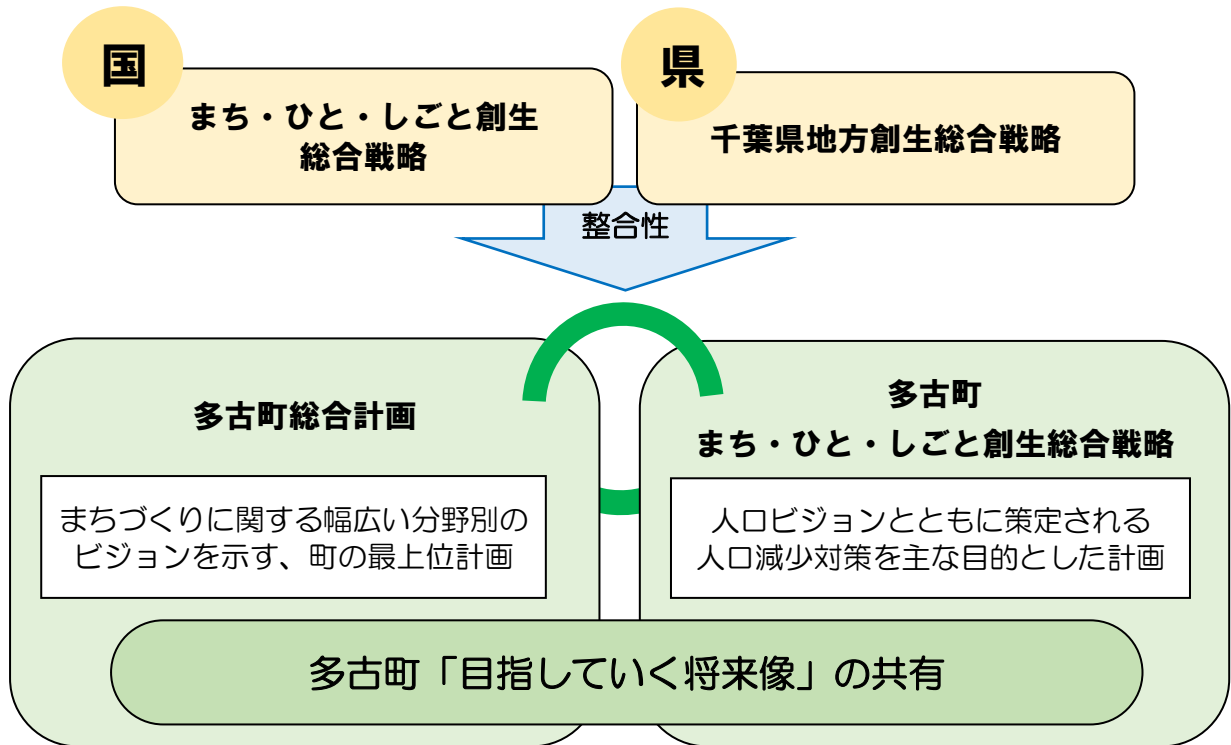 国
まち・ひと・しごと創生
総合戦略
県
千葉県地方創生総合戦略
整合性
多古町総合計画
まちづくりに関する幅広い分野別の
ビジョンを示す、町の最上位計画
多古町
まち・ひと・しごと創生総合戦略
人口ビジョンとともに策定される
人口減少対策を主な目的とした計画
多古町「目指していく将来像」の共有